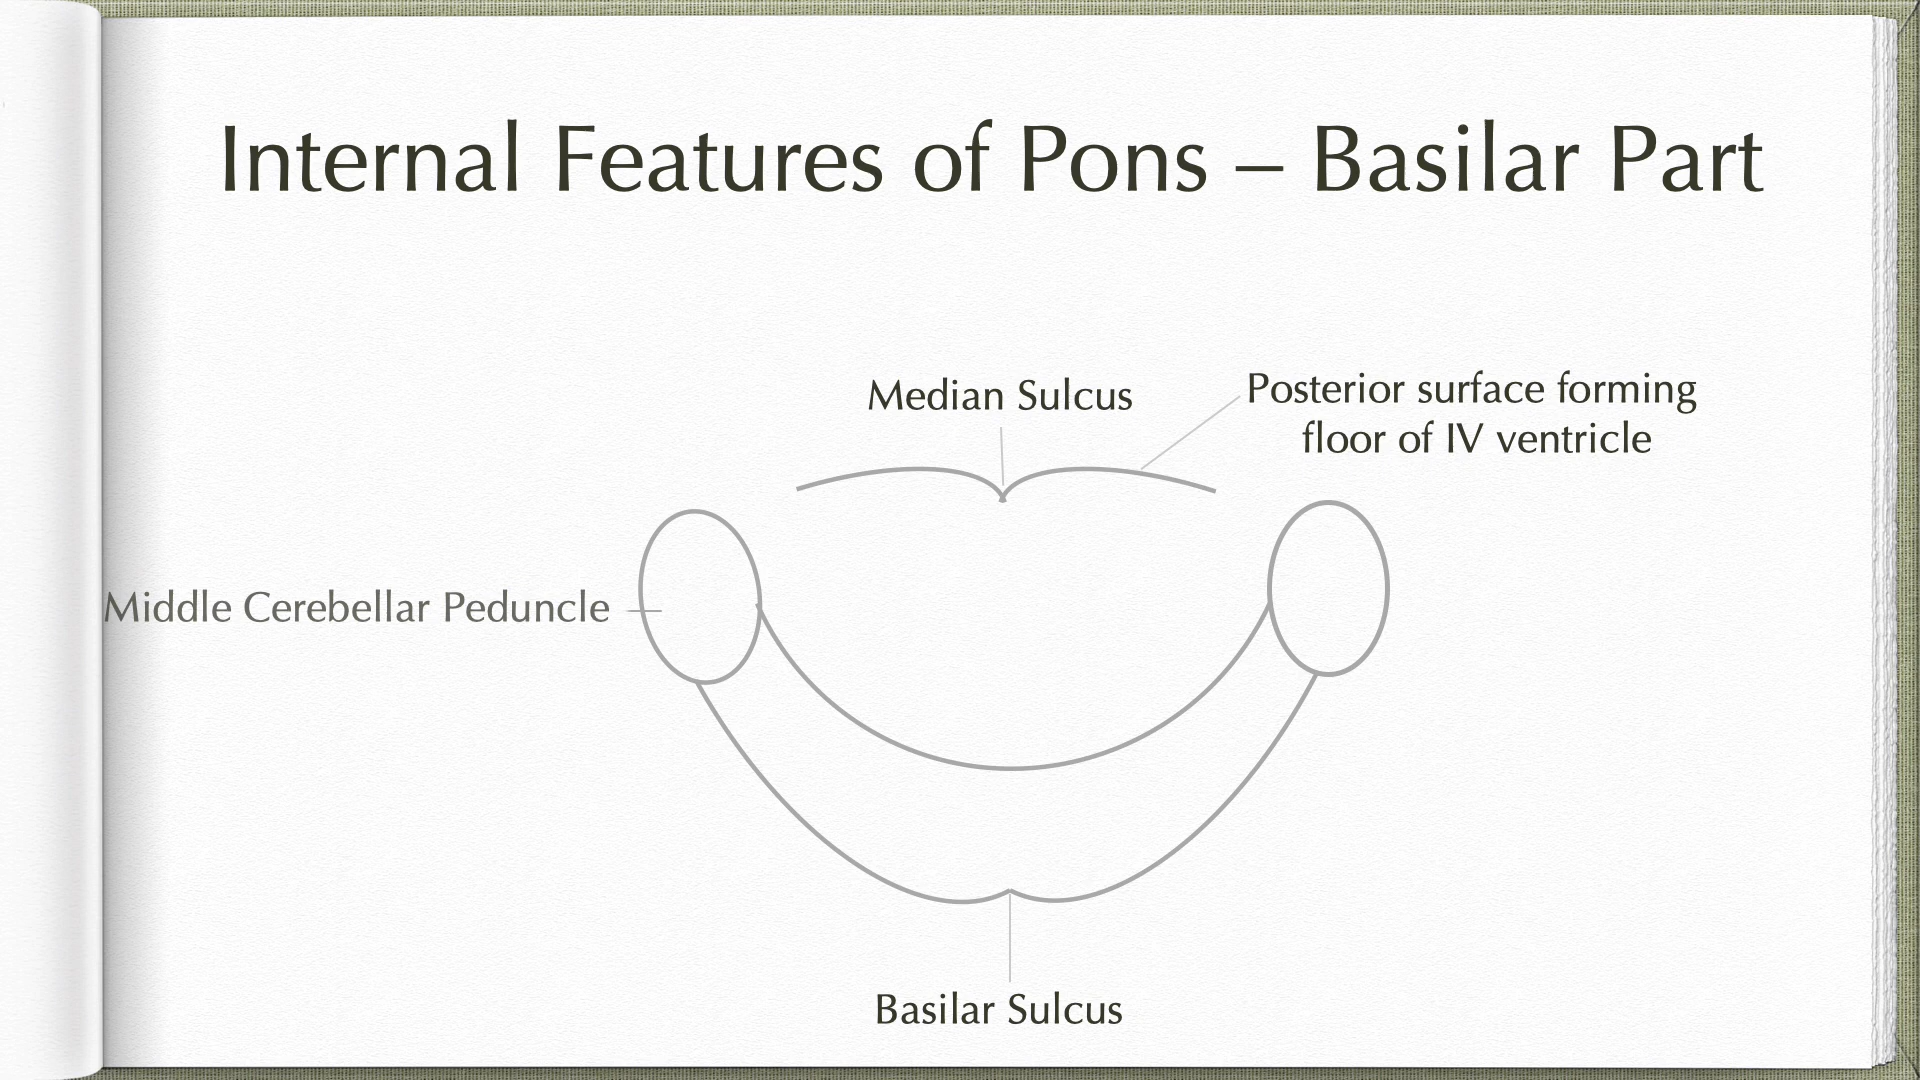 Internal Features of Pons – Basilar Part
Median Sulcus
Posterior surface forming
floor of IV ventricle
Middle Cerebellar Peduncle
Basilar Sulcus